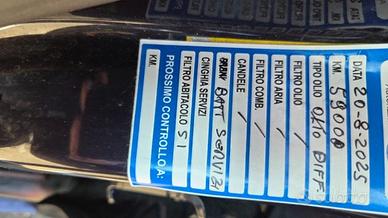 DATA 20-8-2025
KM. 59000
TIPO OLIO OLIO DIFF.
FILTRO OLIO /
FILTRO ARIA /
FILTRO COMB. /
CANDELE /
BATT SERVIZI
CINGHIA SERVIZI
FILTRO ABITACOLO SI
PROSSIMO CONTROLLO A:
KM.